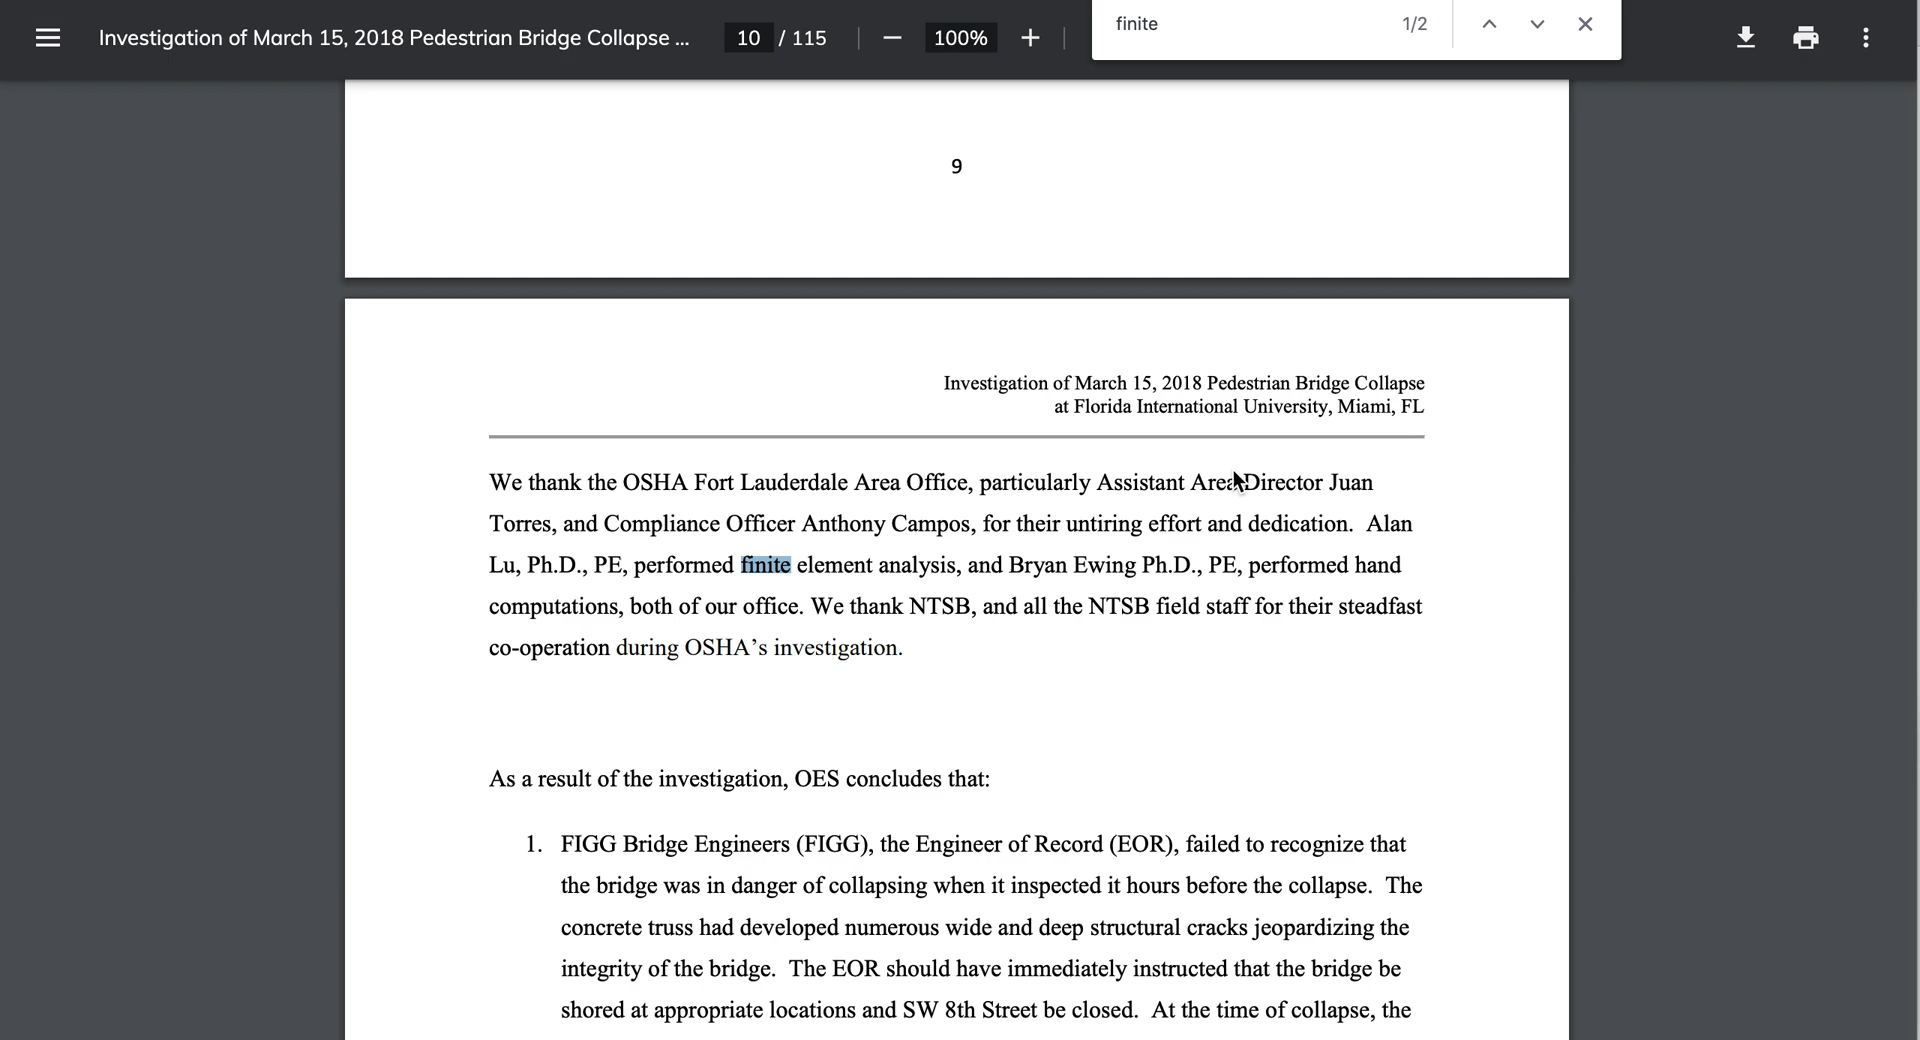 Investigation of March 15, 2018 Pedestrian Bridge Collapse ...
10 / 115
100%
finite
1/2
9
Investigation of March 15, 2018 Pedestrian Bridge Collapse
at Florida International University, Miami, FL
We thank the OSHA Fort Lauderdale Area Office, particularly Assistant Area Director Juan
Torres, and Compliance Officer Anthony Campos, for their untiring effort and dedication. Alan
Lu, Ph.D., PE, performed finite element analysis, and Bryan Ewing Ph.D., PE, performed hand
computations, both of our office. We thank NTSB, and all the NTSB field staff for their steadfast
co-operation during OSHA’s investigation.
As a result of the investigation, OES concludes that:
1. FIGG Bridge Engineers (FIGG), the Engineer of Record (EOR), failed to recognize that
the bridge was in danger of collapsing when it inspected it hours before the collapse. The
concrete truss had developed numerous wide and deep structural cracks jeopardizing the
integrity of the bridge. The EOR should have immediately instructed that the bridge be
shored at appropriate locations and SW 8th Street be closed. At the time of collapse, the